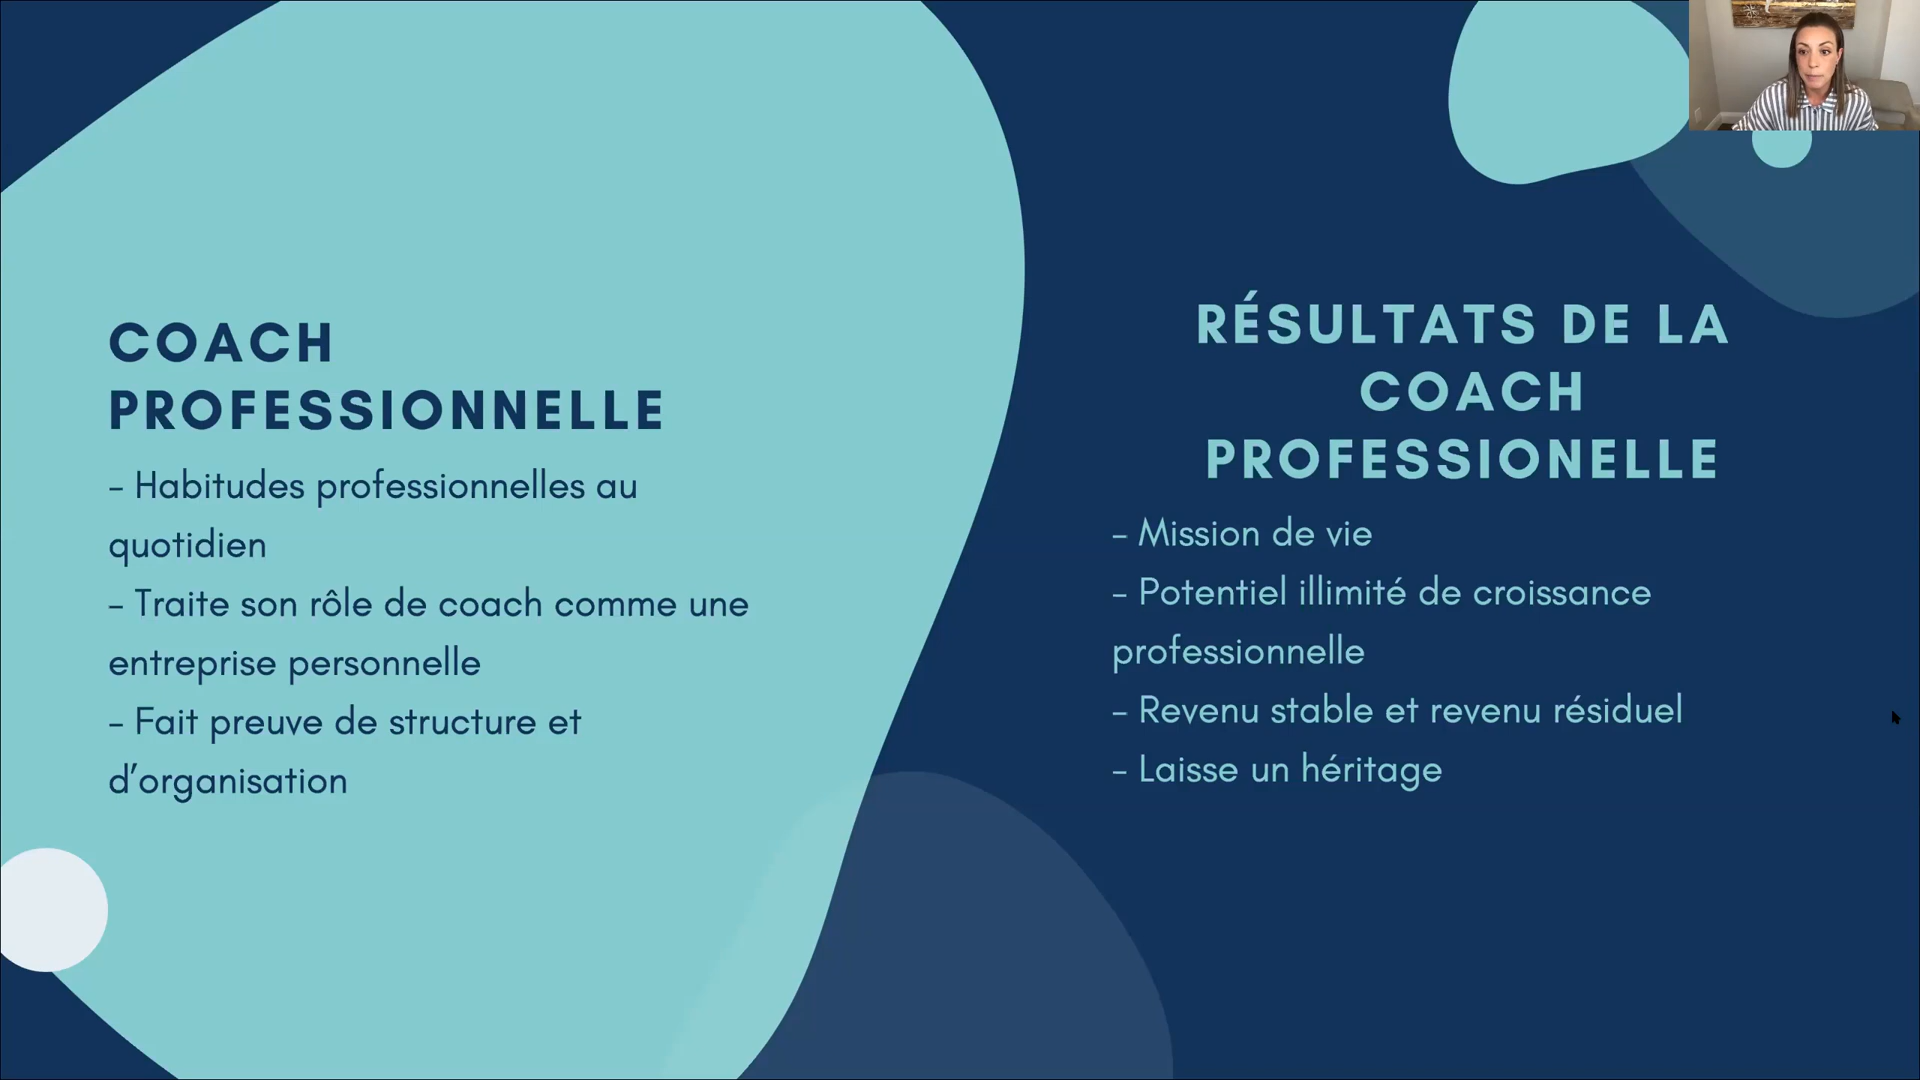 COACH
PROFESSIONNELLE
- Habitudes professionnelles au
quotidien
- Traite son rôle de coach comme une
entreprise personnelle
- Fait preuve de structure et
d'organisation
RÉSULTATS DE LA
COACH
PROFESSIONELLE
- Mission de vie
- Potentiel illimité de croissance
professionnelle
- Revenu stable et revenu résiduel
- Laisse un héritage